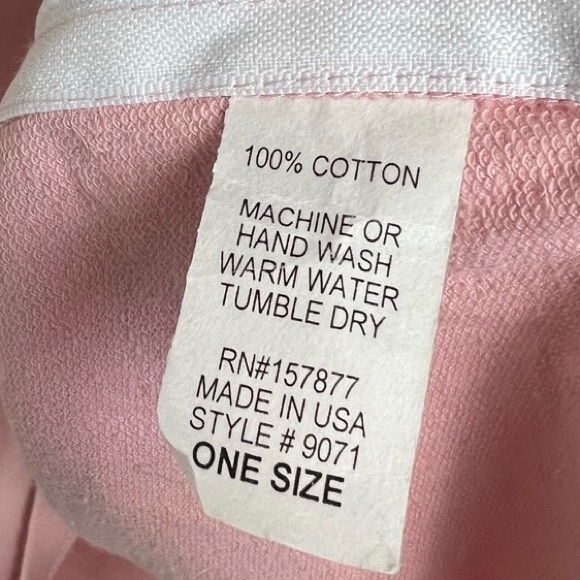 100% COTTON
MACHINE OR
HAND WASH
WARM WATER
TUMBLE DRY
RN#157877
MADE IN USA
STYLE # 9071
ONE SIZE